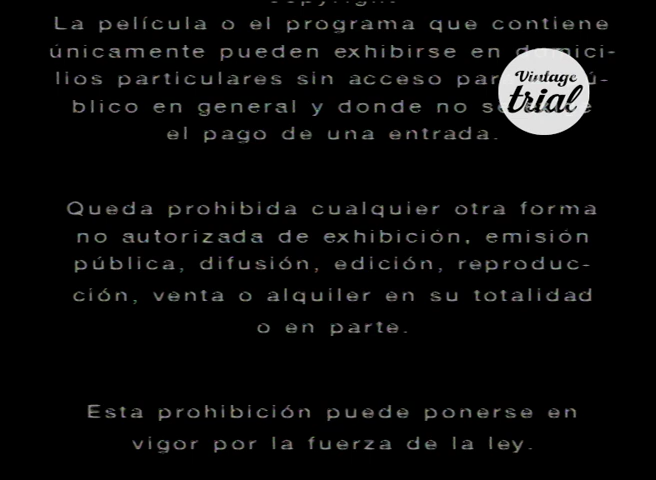 copyright
La película o el programa que contiene
únicamente pueden exhibirse en domici-
lios particulares sin acceso par ú-
blico en general y donde no se
el pago de una entrada.
Vintage
trial
Queda prohibida cualquier otra forma
no autorizada de exhibición, emisión
pública, difusión, edición, reproduc-
ción, venta o alquiler en su totalidad
o en parte.
Esta prohibición puede ponerse en
vigor por la fuerza de la ley.